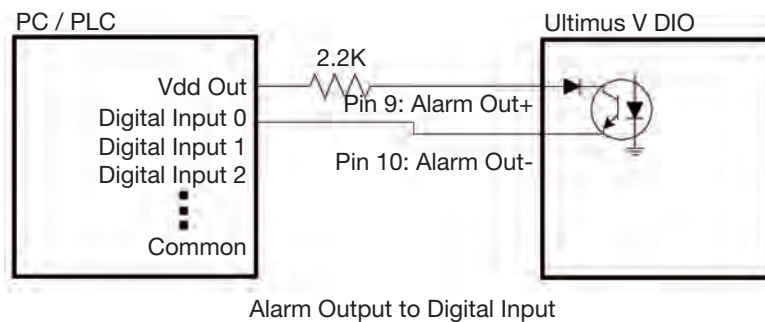 PC / PLC
Ultimus V DIO
2.2K
Vdd Out
Pin 9: Alarm Out+
Digital Input 0
Digital Input 1
Pin 10: Alarm Out-
Digital Input 2
Common
Alarm Output to Digital Input